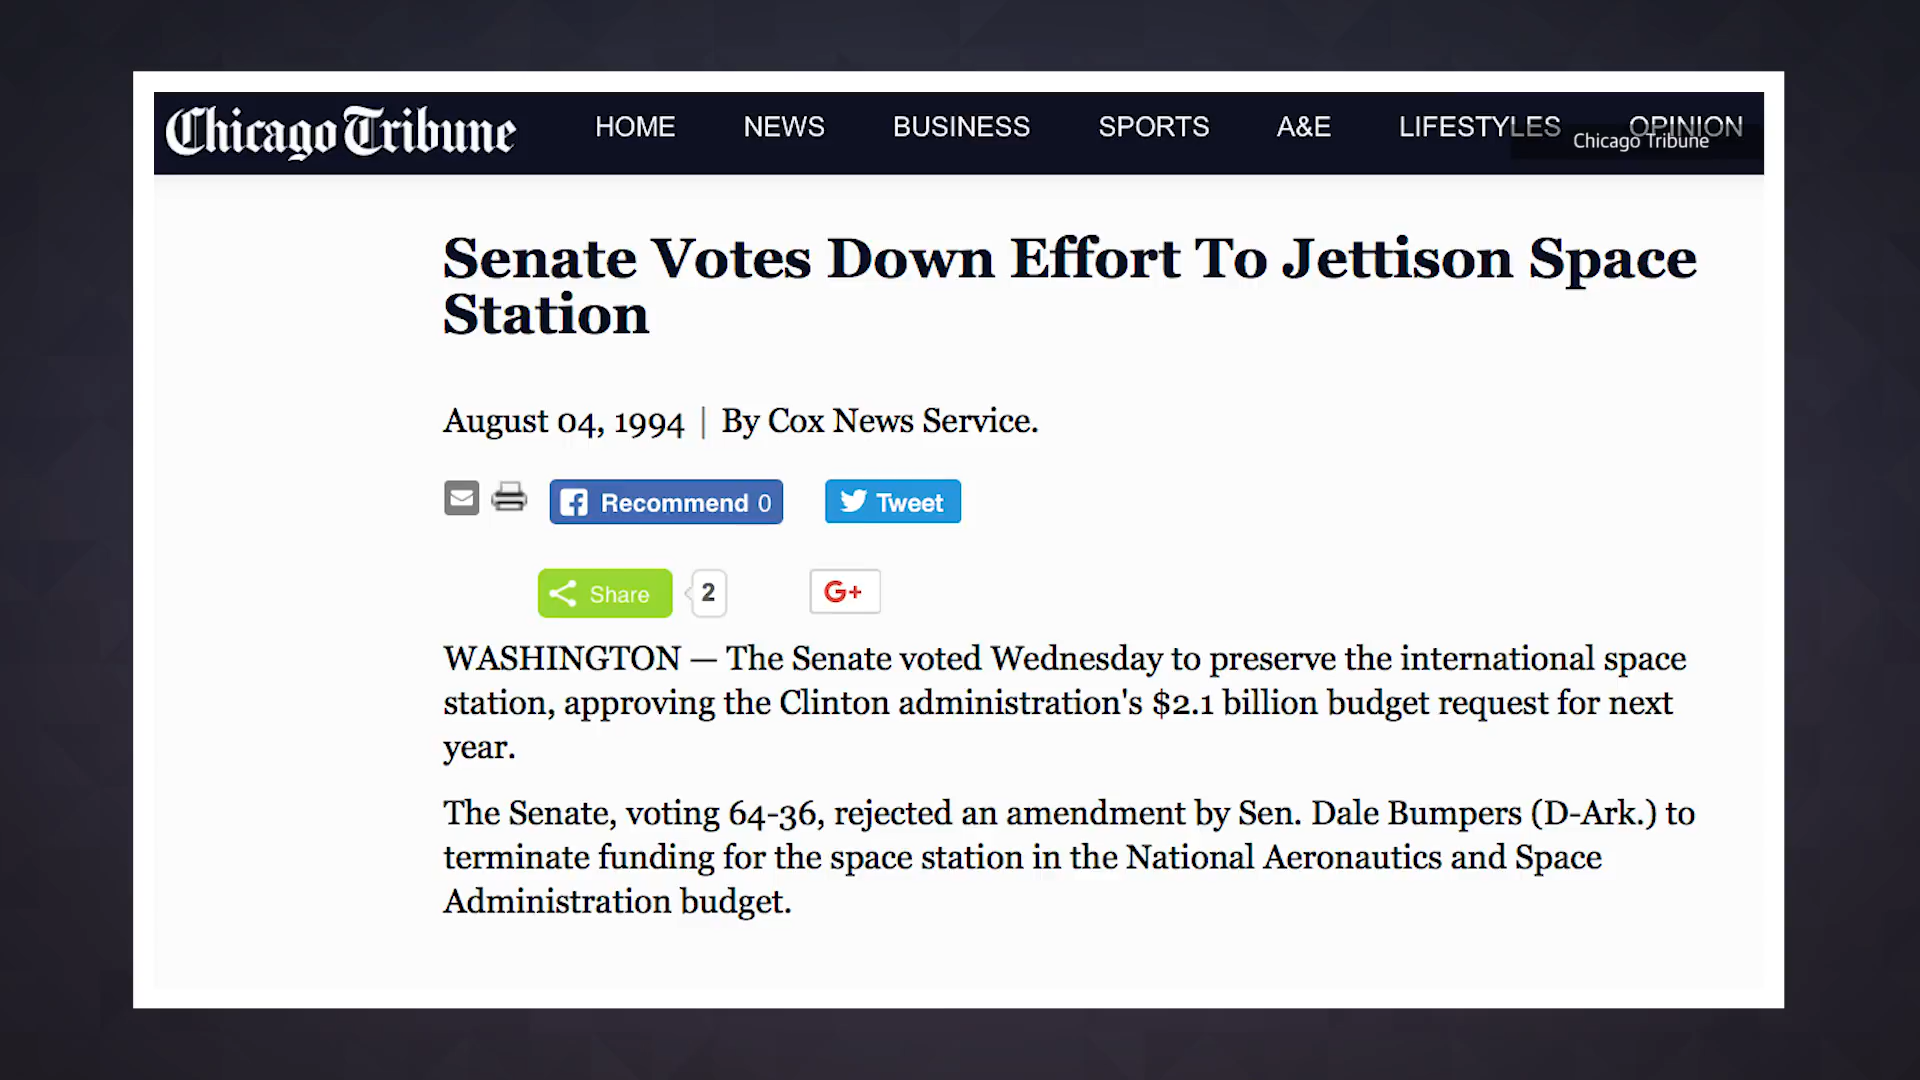 Chicago Tribune HOME NEWS BUSINESS SPORTS A&E LIFESTYLES OPINION
Chicago Tribune
Senate Votes Down Effort To Jettison Space
Station
August 04, 1994 | By Cox News Service.
Recommend 0 Tweet
Share 2 G+
WASHINGTON — The Senate voted Wednesday to preserve the international space
station, approving the Clinton administration's $2.1 billion budget request for next
year.
The Senate, voting 64-36, rejected an amendment by Sen. Dale Bumpers (D-Ark.) to
terminate funding for the space station in the National Aeronautics and Space
Administration budget.